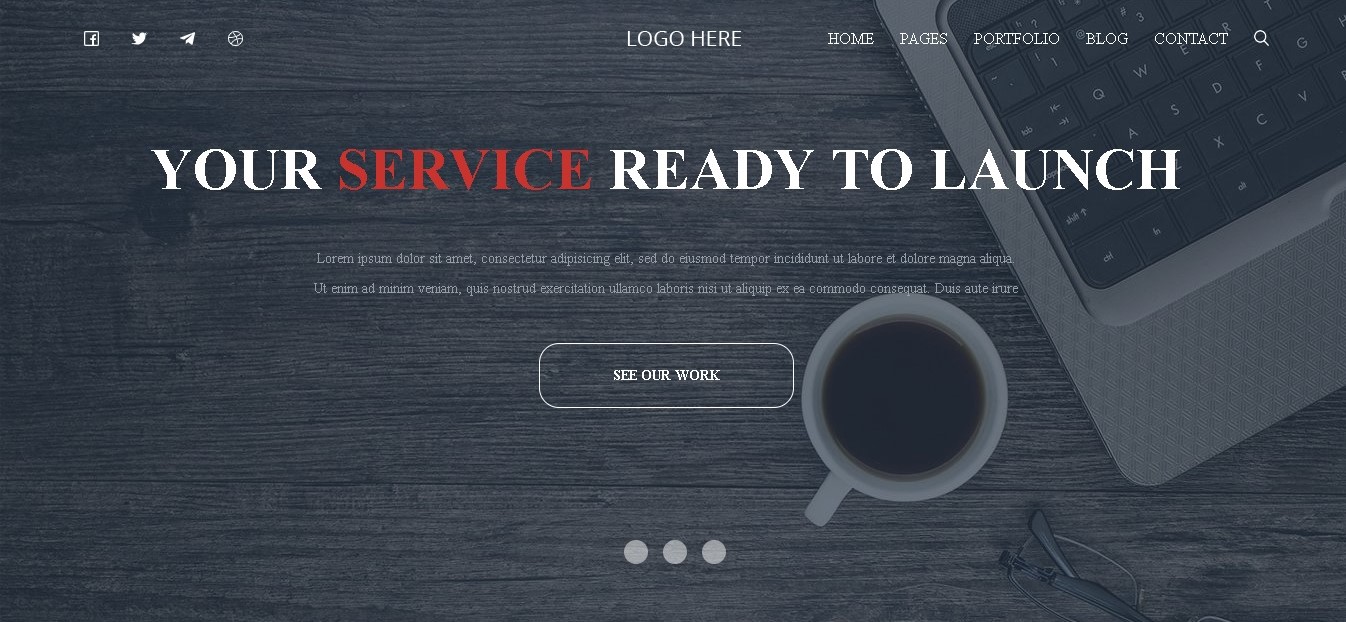 LOGO HERE
HOME PAGES PORTFOLIO BLOG CONTACT
YOUR SERVICE READY TO LAUNCH
Lorem ipsum dolor sit amet, consectetur adipisicing elit, sed do eiusmod tempor incididunt ut labore et dolore magna aliqua.
Ut enim ad minim veniam, quis nostrud exercitation ullamco laboris nisi ut aliquip ex ea commodo consequat. Duis aute irure
SEE OUR WORK